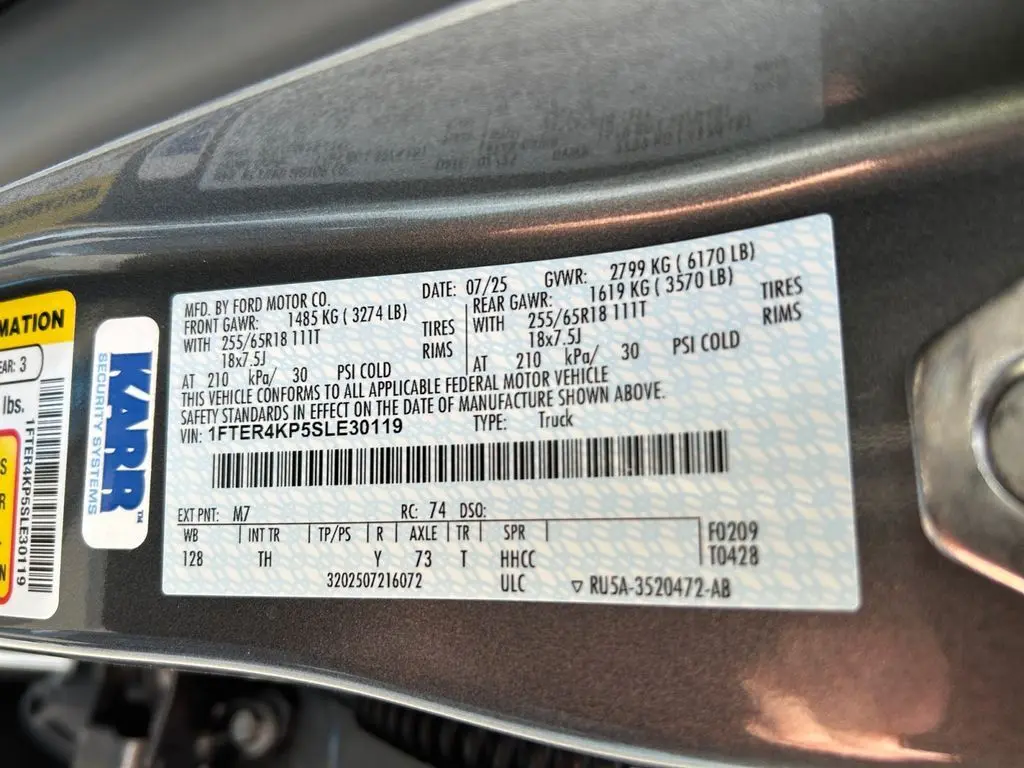 MATION
EAR: 3
lbs.
1FTER4KP5SLE30119
KARR™
SECURITY SYSTEMS
MFD. BY FORD MOTOR CO. DATE: 07/25 GVWR: 2799 KG ( 6170 LB)
FRONT GAWR: 1485 KG ( 3274 LB) REAR GAWR: 1619 KG ( 3570 LB)
WITH 255/65R18 111T TIRES WITH 255/65R18 111T TIRES
18x7.5J RIMS 18x7.5J RIMS
AT 210 kPa/ 30 PSI COLD AT 210 kPa/ 30 PSI COLD
THIS VEHICLE CONFORMS TO ALL APPLICABLE FEDERAL MOTOR VEHICLE
SAFETY STANDARDS IN EFFECT ON THE DATE OF MANUFACTURE SHOWN ABOVE.
VIN: 1FTER4KP5SLE30119 TYPE: Truck
EXT PNT: M7 RC: 74 DSO:
WB INT TR TP/PS R AXLE TR SPR F0209
128 TH Y 73 T HHCC T0428
3202507216072 ULC ▽ RU5A-3520472-AB